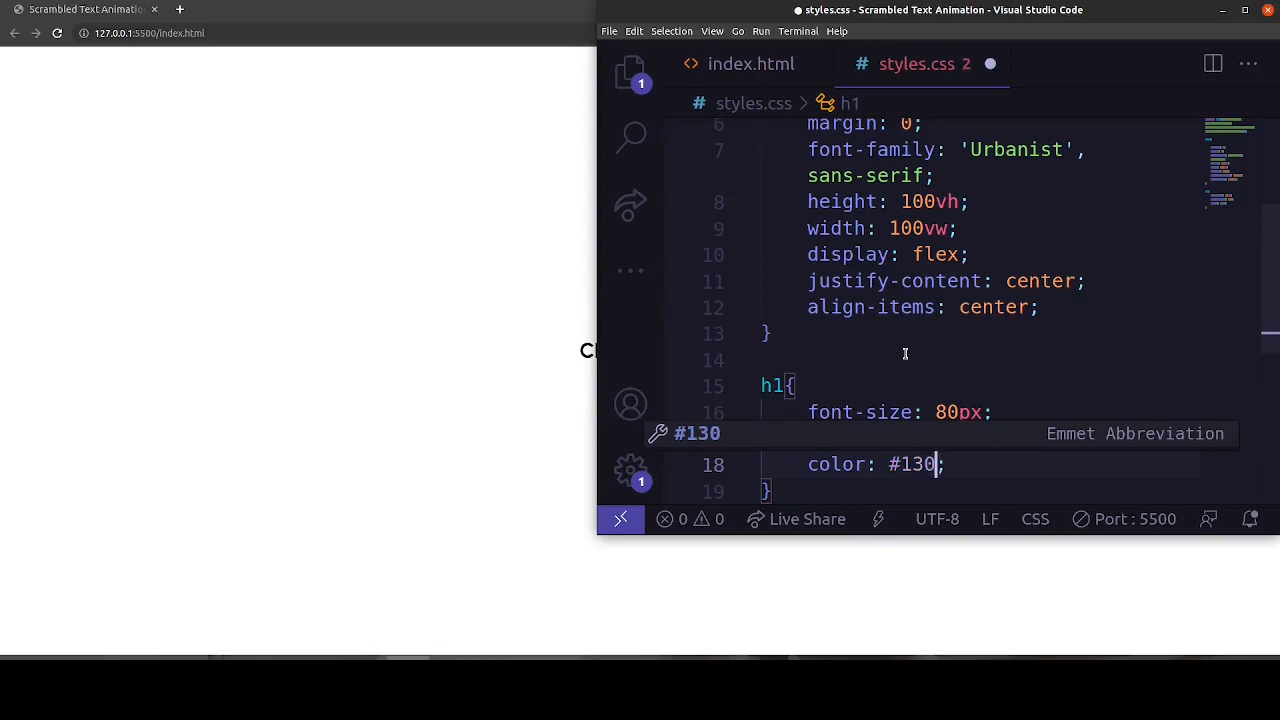 Scrambled Text Animatio
127.0.0.1:5500/index.html
styles.css - Scrambled Text Animation - Visual Studio Code
File Edit Selection View Go Run Terminal Help
index.html
# styles.css 2
# styles.css > h1
6 margin: 0;
7 font-family: 'Urbanist',
sans-serif;
8 height: 100vh;
9 width: 100vw;
10 display: flex;
11 justify-content: center;
12 align-items: center;
13 }
14
15 h1{
16 font-size: 80px;
#130 Emmet Abbreviation
18 color: #130;
19 }
1
1
0 0 Live Share UTF-8 LF CSS Port : 5500